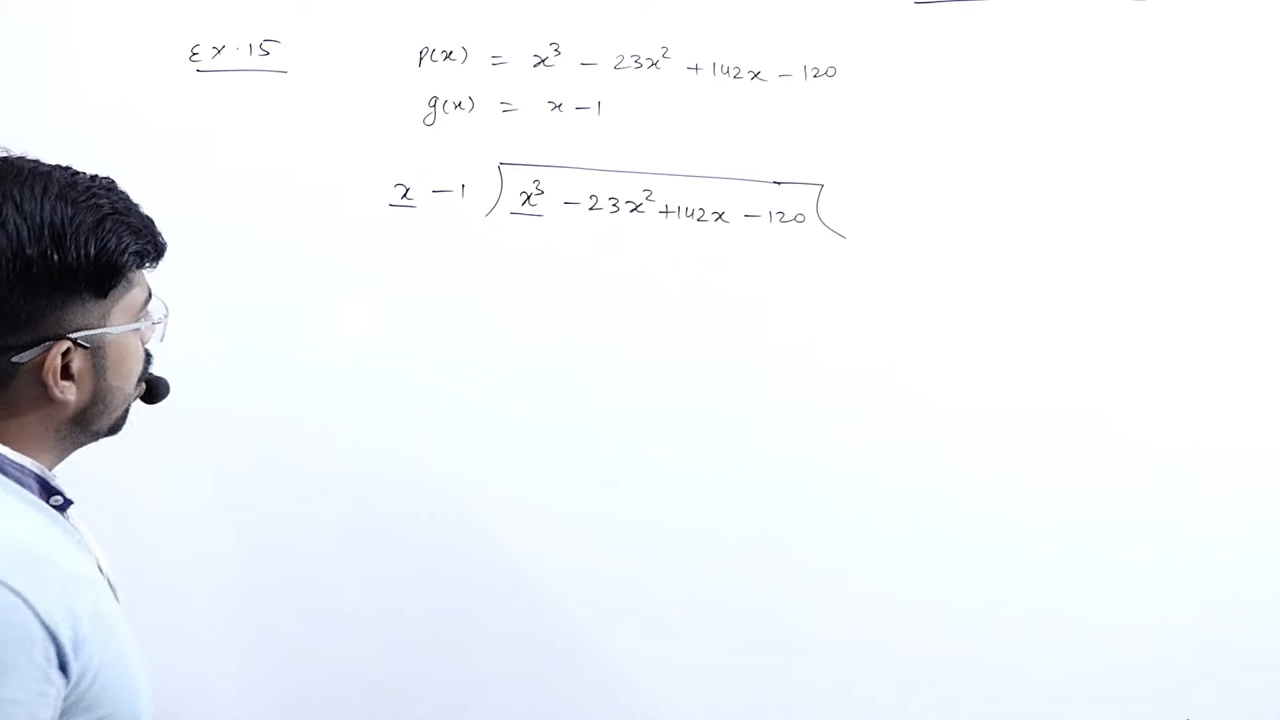 Ex.15
p(x) = x³ - 23x² + 142x - 120
g(x) = x - 1
x - 1 ) x³ - 23x² + 142x - 120 (